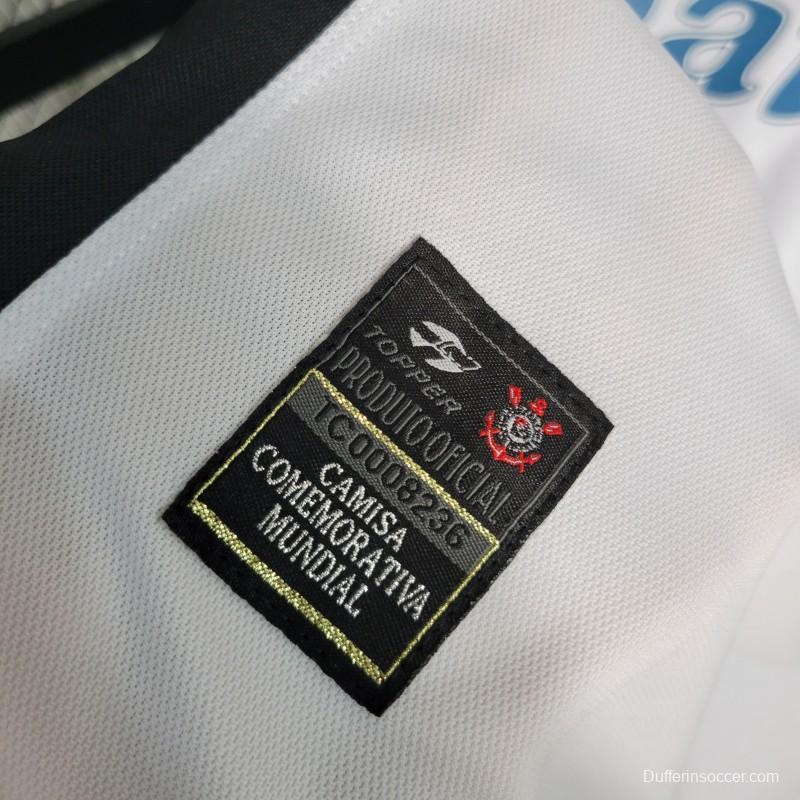 TOPPER
PRODUTO OFICIAL
TC0008236
CAMISA
COMEMORATIVA
MUNDIAL
Dufferinsoccer.com